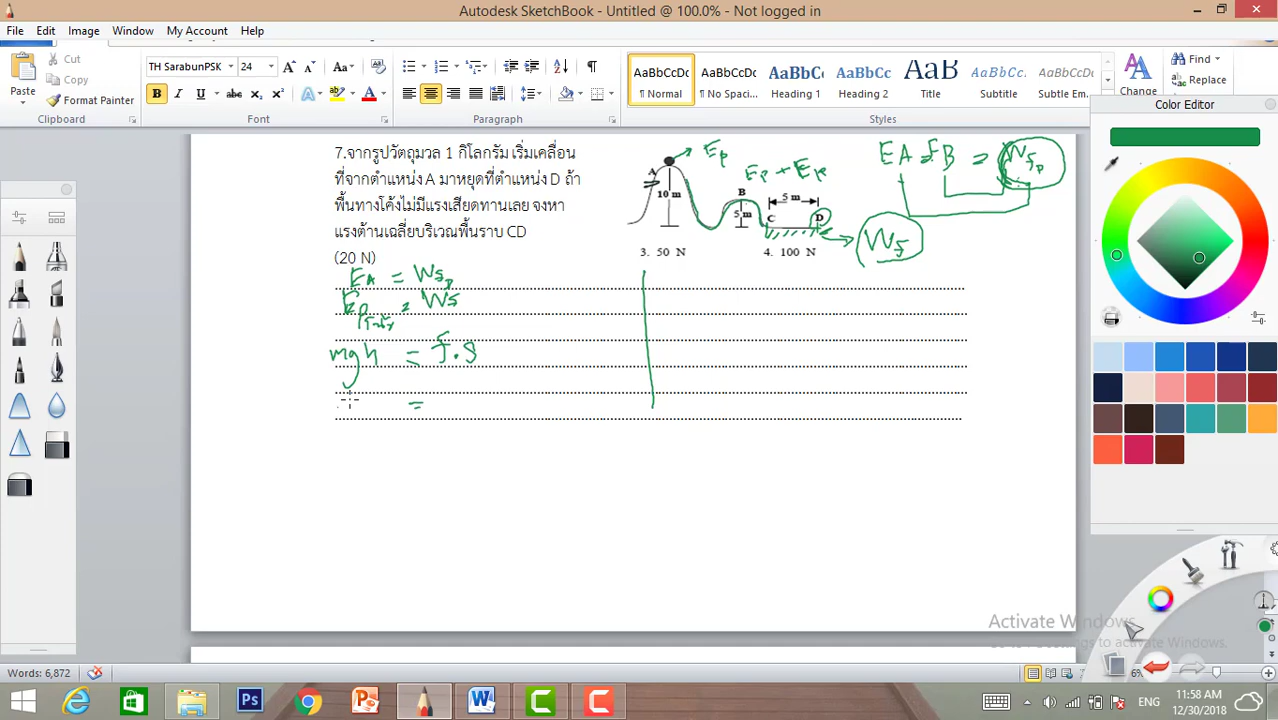 Autodesk SketchBook - Untitled @ 100.0% - Not logged in
File Edit Image Window My Account Help
Cut
Copy
Format Painter
Paste
TH SarabunPSK 24
Clipboard
Font
Paragraph
Styles
AaBbCcDc AaBbCcDc AaBbCc AaBbCc AaB AaBbCc. AaBbCcDc
¶ Normal ¶ No Spaci... Heading 1 Heading 2 Title Subtitle Subtle Em...
Change
Find
Replace
Color Editor
7.จากรูปวัตถุมวล 1 กิโลกรัม เริ่มเคลื่อน
ที่จากตำแหน่ง A มาหยุดที่ตำแหน่ง D ถ้า
พื้นทางโค้งไม่มีแรงเสียดทานเลย จงหา
แรงต้านเฉลี่ยบริเวณพื้นราบ CD
(20 N)
A
10 m
B
5 m
5 m
C
D
3. 50 N 4. 100 N
Ep
Ep + Ek
EA = EB = WfD
Wf
EA = WfD
= Wf
mgh = f.s
=
Activate Windows
Words: 6,872
ENG
11:58 AM
12/30/2018